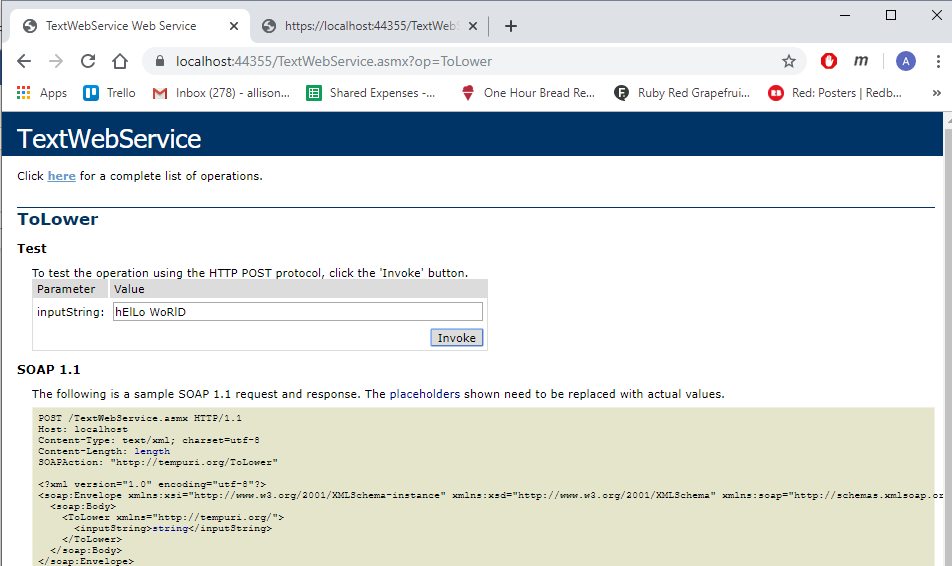 TextWebService Web Service
https://localhost:44355/TextWebS
localhost:44355/TextWebService.asmx?op=ToLower
m
A
Apps
Trello
Inbox (278) - allison...
Shared Expenses -...
One Hour Bread Re...
Ruby Red Grapefrui...
Red: Posters | Redb...
»
TextWebService
Click here for a complete list of operations.
ToLower
Test
To test the operation using the HTTP POST protocol, click the 'Invoke' button.
Parameter Value
inputString: hElLo WoRlD
Invoke
SOAP 1.1
The following is a sample SOAP 1.1 request and response. The placeholders shown need to be replaced with actual values.
POST /TextWebService.asmx HTTP/1.1
Host: localhost
Content-Type: text/xml; charset=utf-8
Content-Length: length
SOAPAction: "http://tempuri.org/ToLower"
<?xml version="1.0" encoding="utf-8"?>
<soap:Envelope xmlns:xsi="http://www.w3.org/2001/XMLSchema-instance" xmlns:xsd="http://www.w3.org/2001/XMLSchema" xmlns:soap="http://schemas.xmlsoap.or
<soap:Body>
<ToLower xmlns="http://tempuri.org/">
<inputString>string</inputString>
</ToLower>
</soap:Body>
</soap:Envelope>